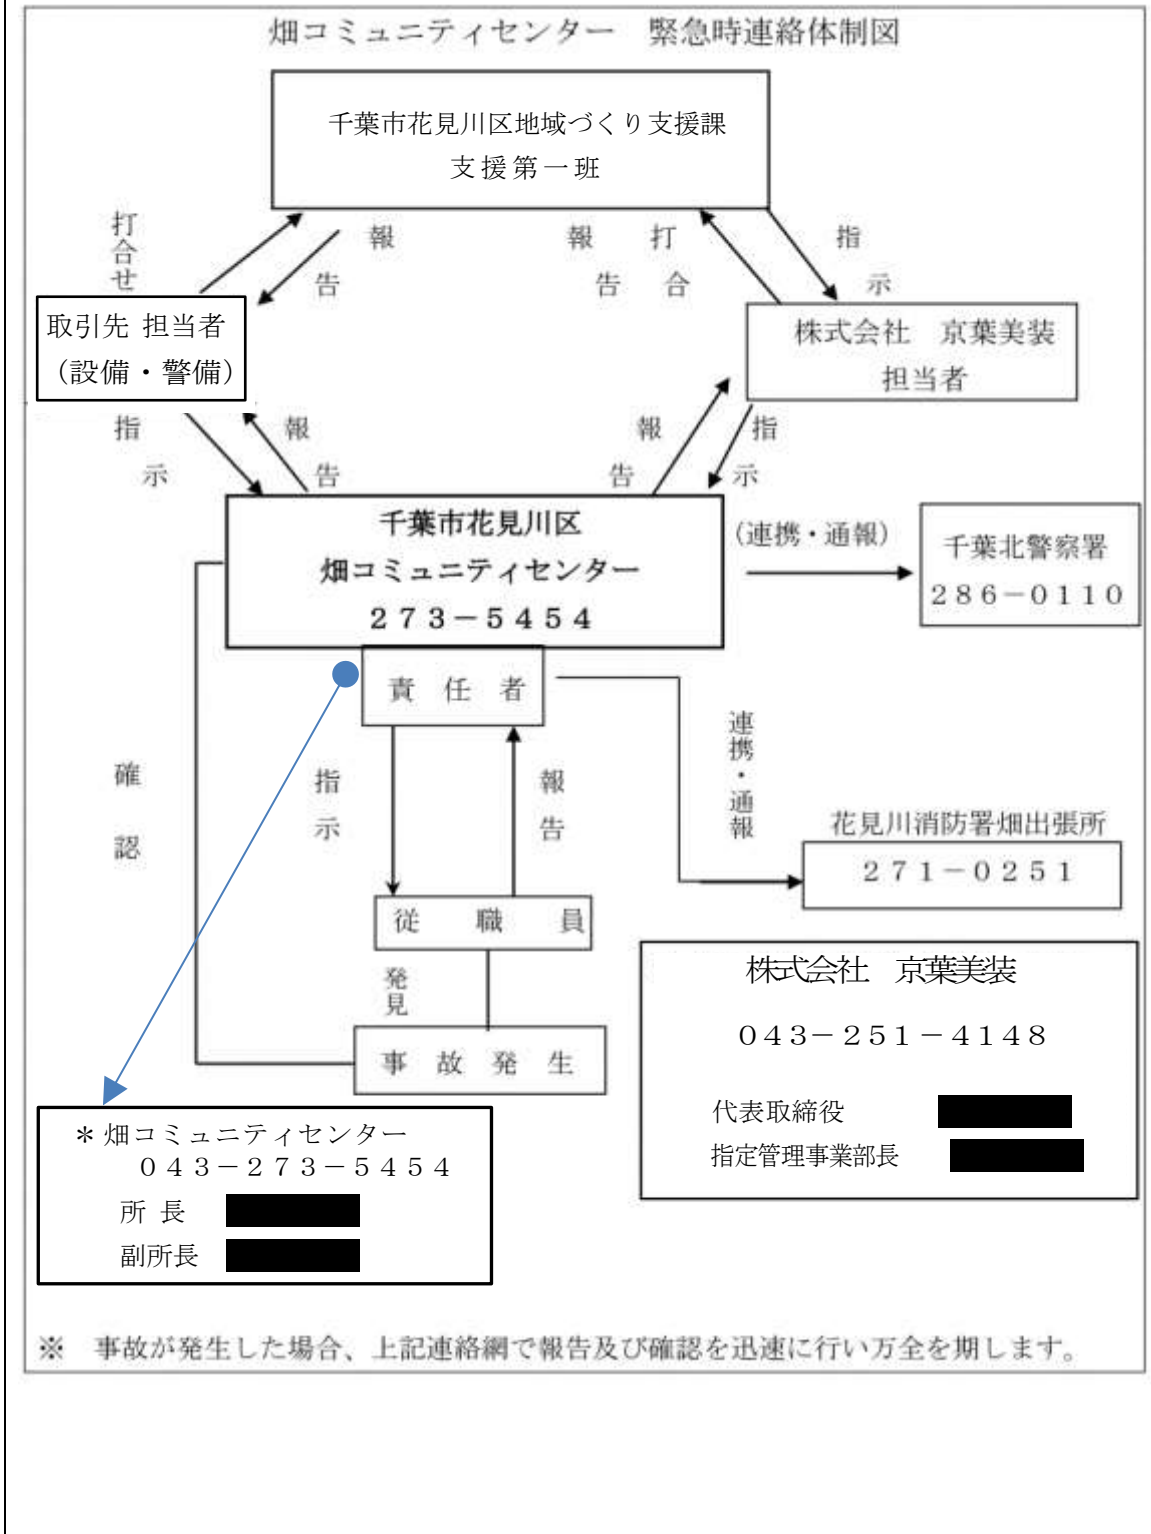 畑コミュニティセンター　緊急時連絡体制図
千葉市花見川区地域づくり支援課
支援第一班
打合せ
報告
報告
打合
指示
取引先 担当者
（設備・警備）
株式会社　京葉美装
担当者
指示
報告
報告
指示
千葉市花見川区
畑コミュニティセンター
２７３－５４５４
（連携・通報）
千葉北警察署
２８６－０１１０
責　任　者
確認
指示
報告
連携・通報
花見川消防署畑出張所
２７１－０２５１
従　職　員
発見
事　故　発　生
株式会社　京葉美装
０４３－２５１－４１４８
代表取締役
指定管理事業部長
＊畑コミュニティセンター
０４３－２７３－５４５４
所 長
副所長
※　事故が発生した場合、上記連絡網で報告及び確認を迅速に行い万全を期します。